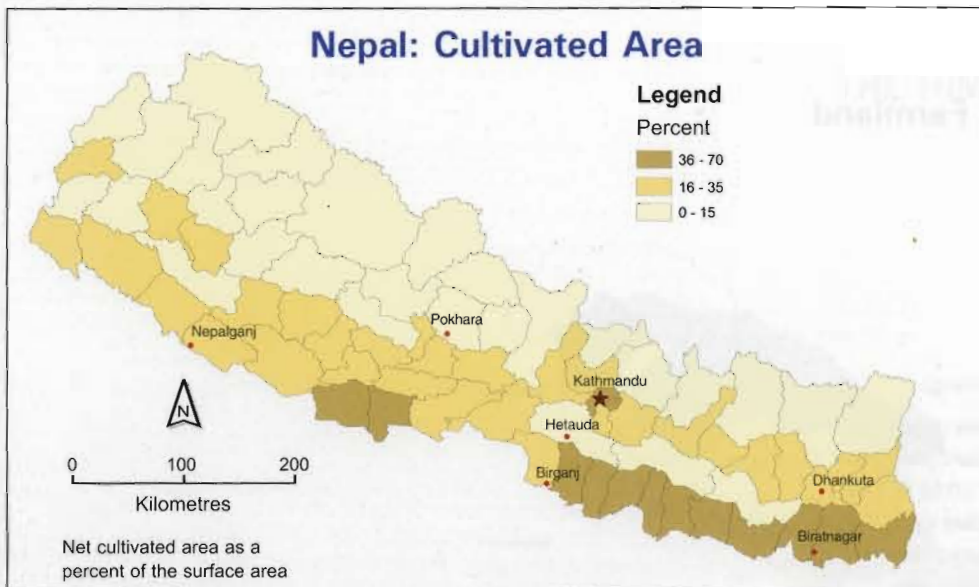 Nepal: Cultivated Area
Legend
Percent
36 - 70
16 - 35
0 - 15
Pokhara
Nepalganj
Kathmandu
N
Hetauda
0 100 200
Birganj
Dhankuta
Kilometres
Biratnagar
Net cultivated area as a
percent of the surface area